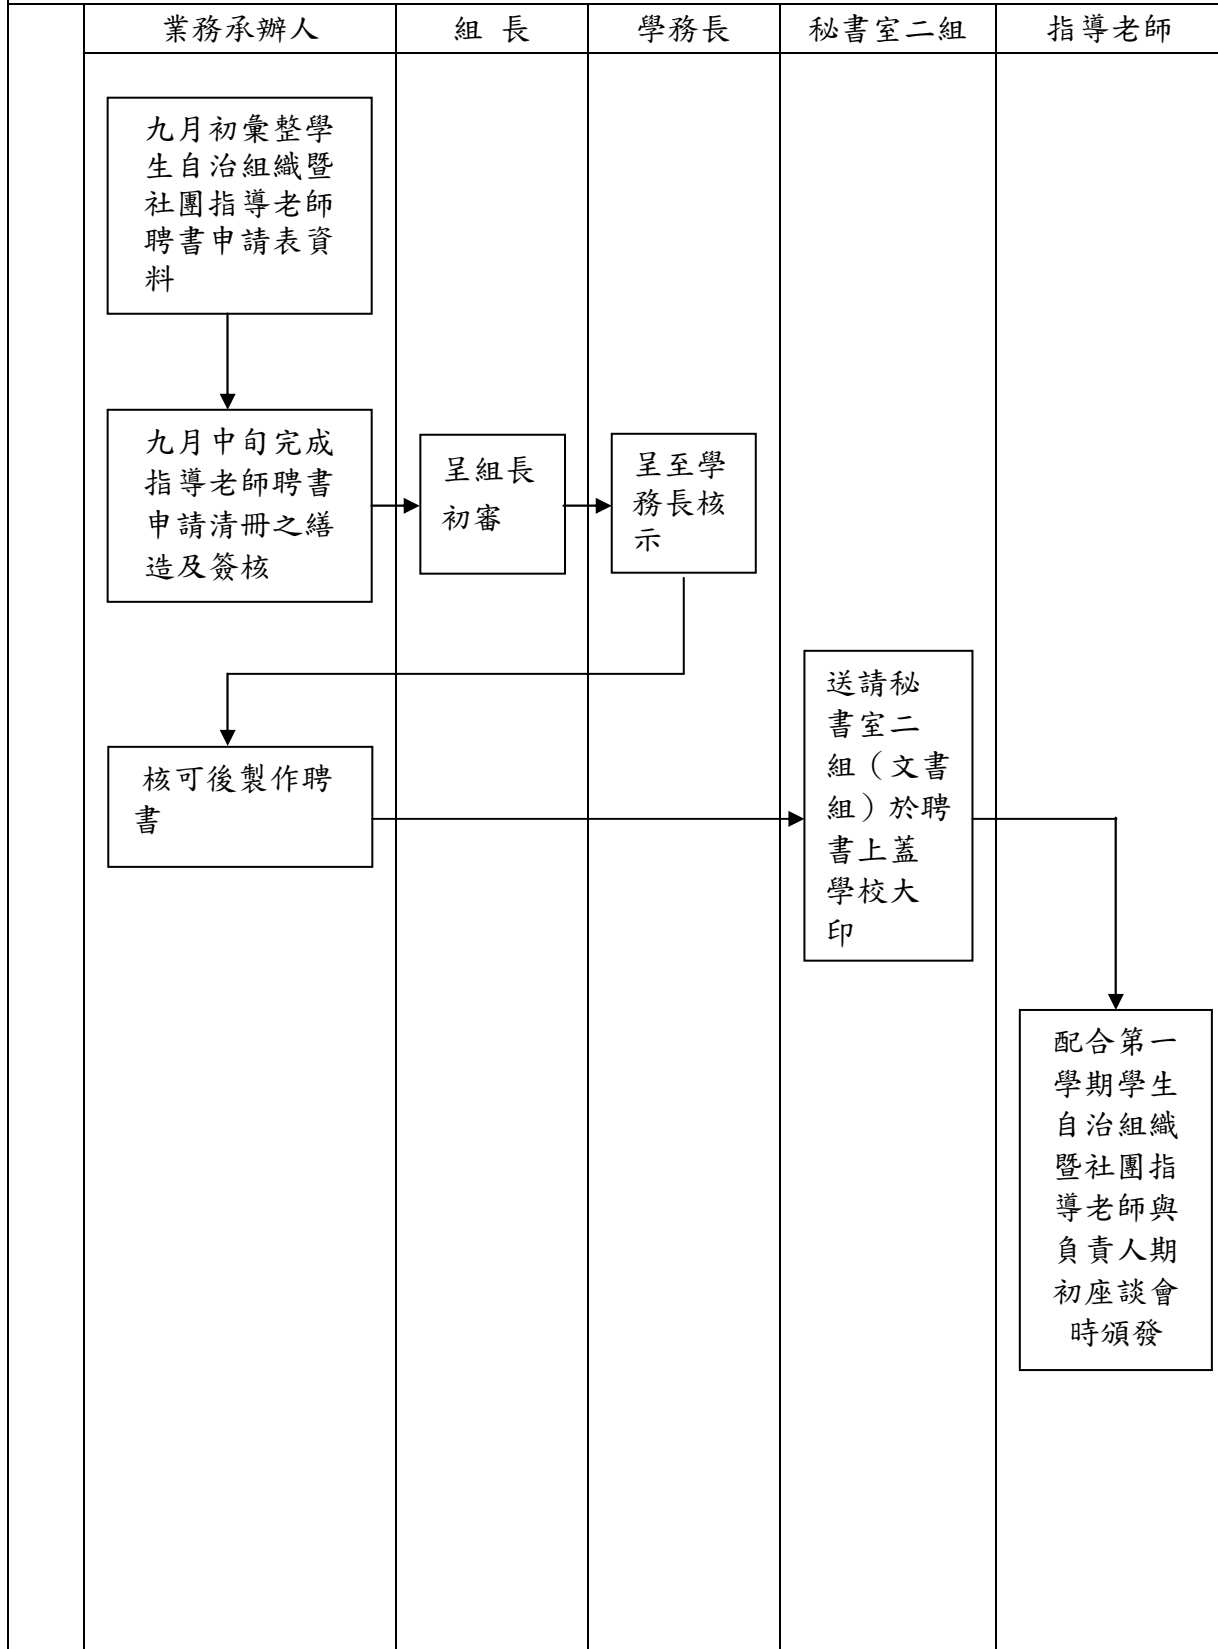 業務承辦人
組 長
學務長
秘書室二組
指導老師
九月初彙整學
生自治組織暨
社團指導老師
聘書申請表資
料
九月中旬完成
指導老師聘書
申請清冊之繕
造及簽核
呈組長
初審
呈至學
務長核
示
核可後製作聘
書
送請秘
書室二
組（文書
組）於聘
書上蓋
學校大
印
配合第一
學期學生
自治組織
暨社團指
導老師與
負責人期
初座談會
時頒發